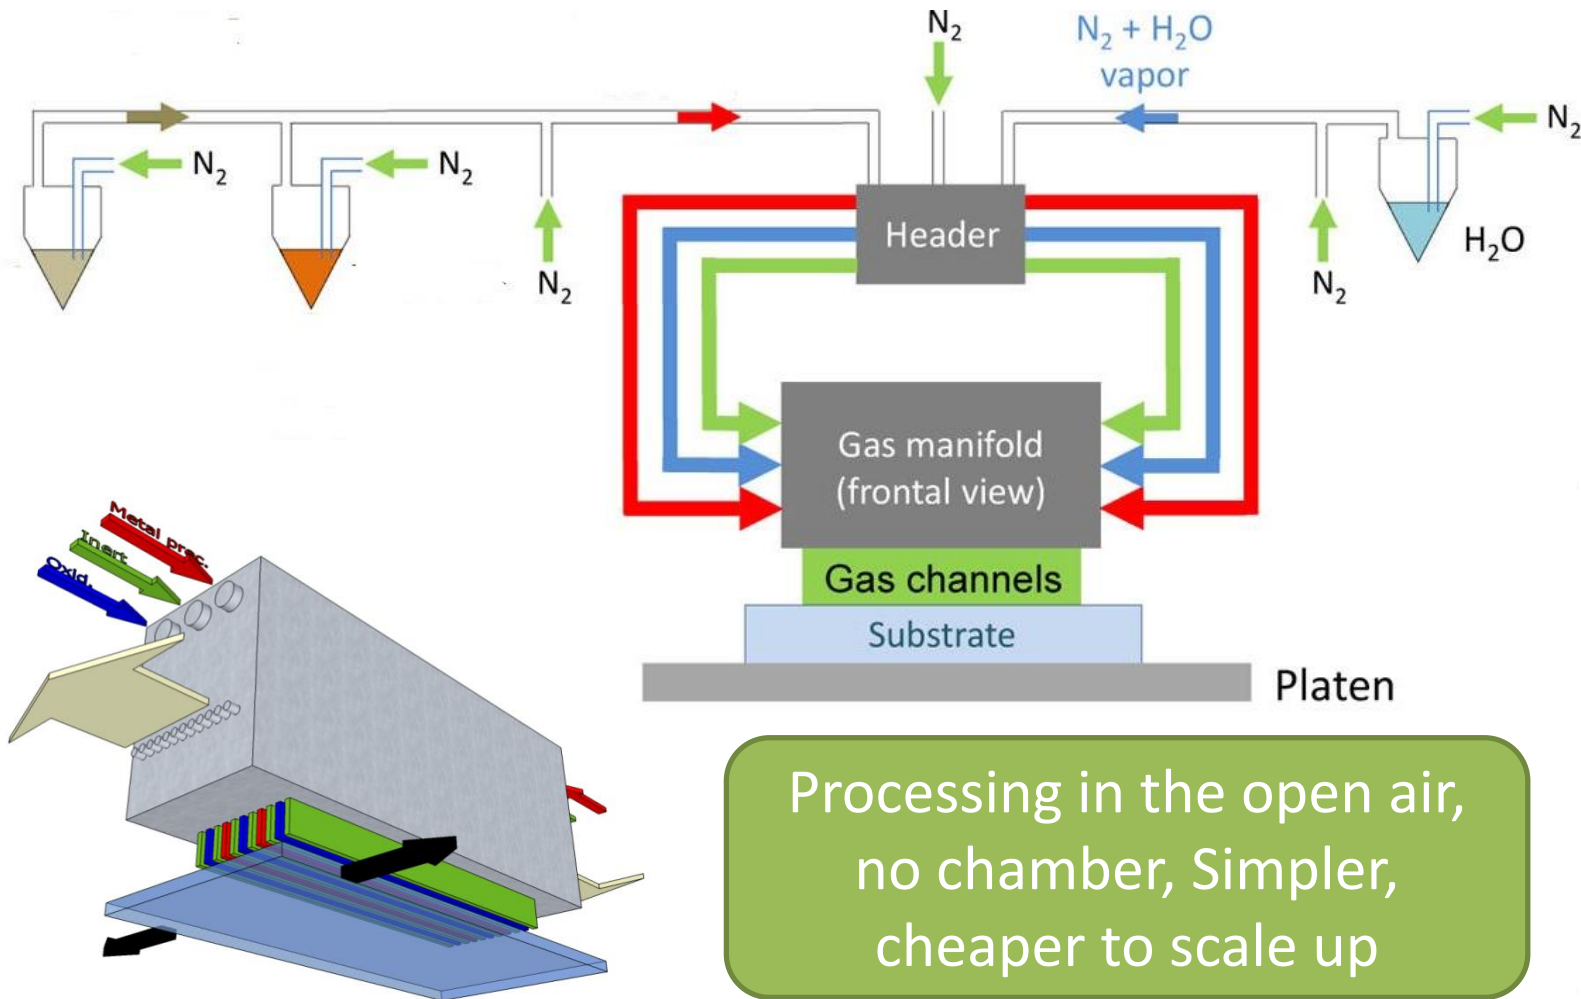 N₂
N₂ + H₂O
vapor
N₂
N₂
N₂
Header
H₂O
N₂
N₂
Gas manifold
(frontal view)
Metal prec.
Inert
Oxid.
Gas channels
Substrate
Platen
Processing in the open air,
no chamber, Simpler,
cheaper to scale up